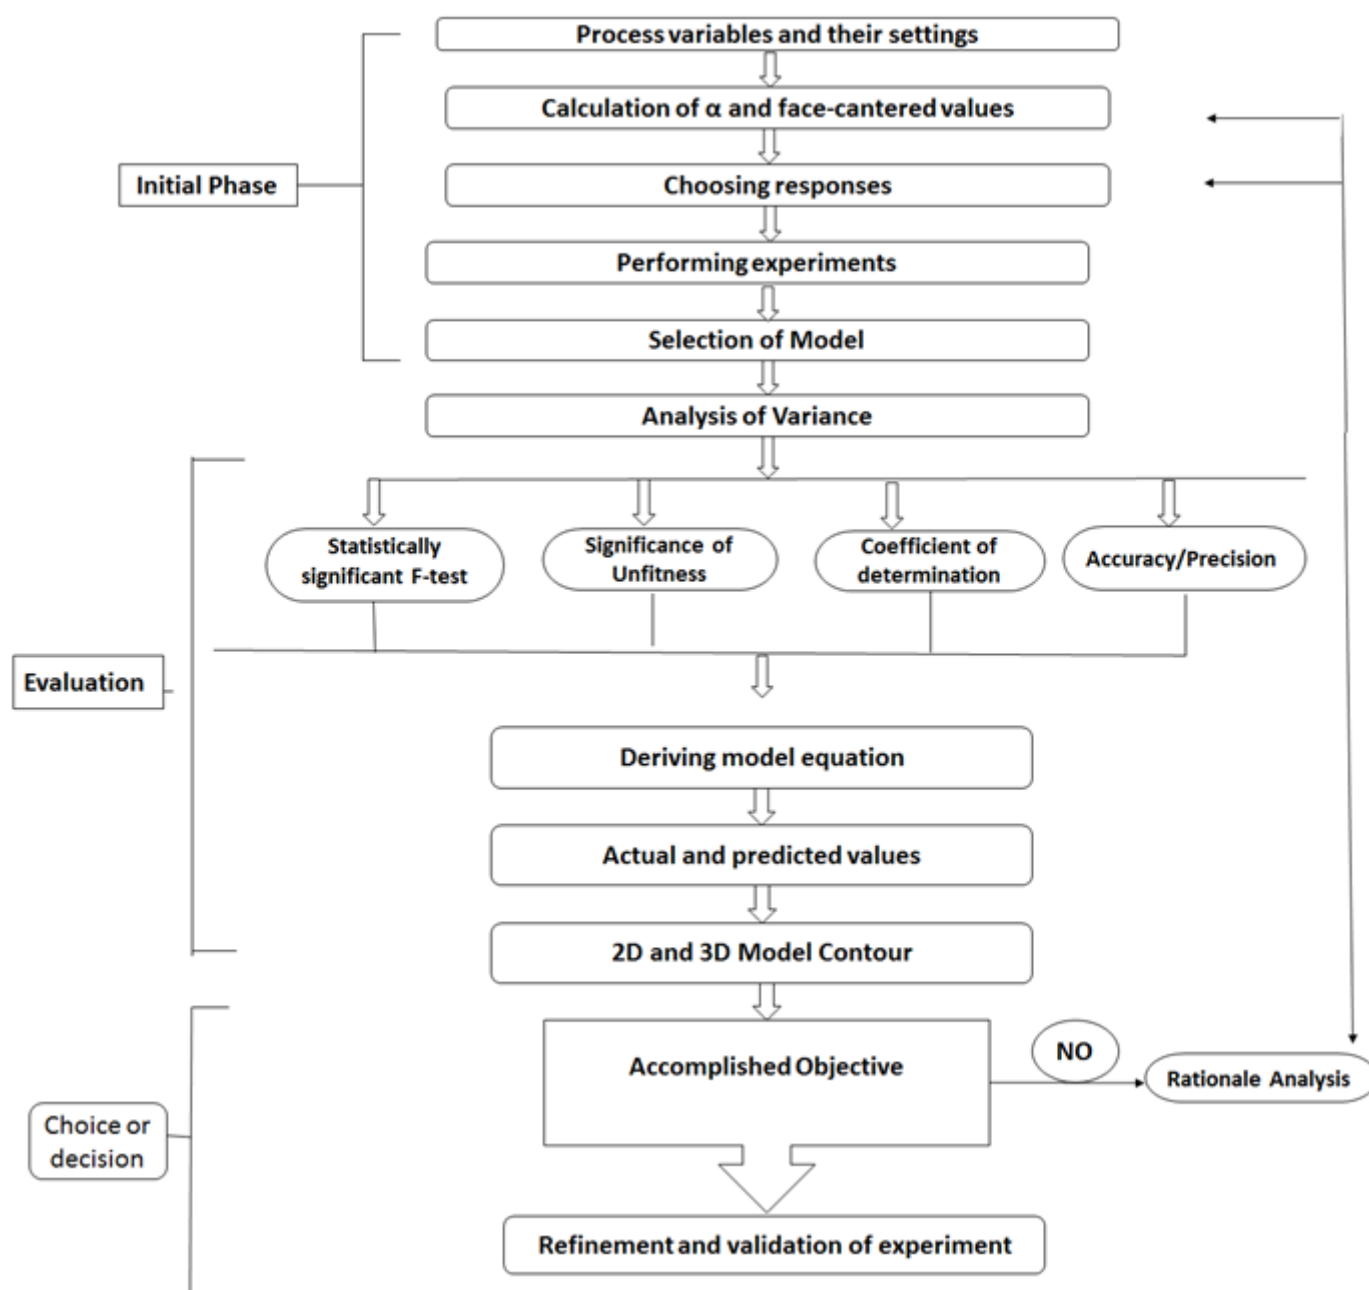 Process variables and their settings
Calculation of α and face-cantered values
Initial Phase
Choosing responses
Performing experiments
Selection of Model
Analysis of Variance
Statistically
significant F-test
Significance of
Unfitness
Coefficient of
determination
Accuracy/Precision
Evaluation
Deriving model equation
Actual and predicted values
2D and 3D Model Contour
Accomplished Objective
NO
Rationale Analysis
Choice or
decision
Refinement and validation of experiment